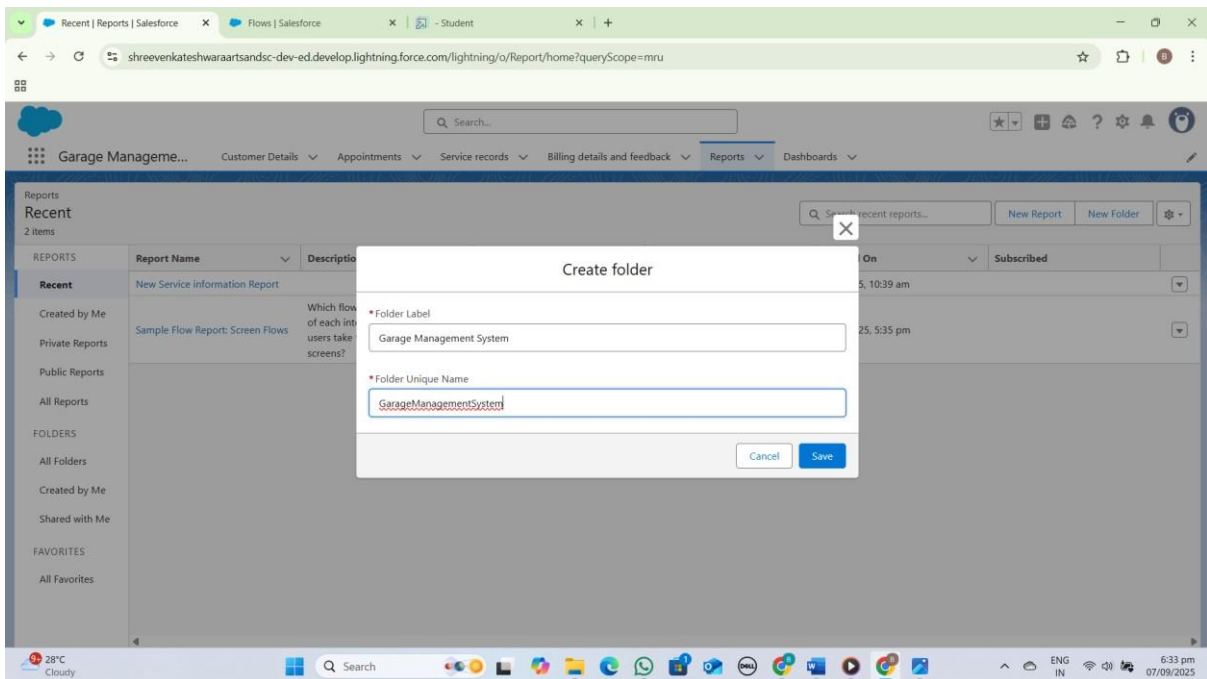 Recent | Reports | Salesforce
Flows | Salesforce
- Student
shreevenkateshwaraartsandsc-dev-ed.develop.lightning.force.com/lightning/o/Report/home?queryScope=mru
B
Search...
Garage Manageme...
Customer Details
Appointments
Service records
Billing details and feedback
Reports
Dashboards
Reports
Recent
2 items
recent reports...
New Report
New Folder
REPORTS
Report Name
Descriptio
On
Subscribed
Recent
New Service information Report
5, 10:39 am
Created by Me
Private Reports
Public Reports
All Reports
Sample Flow Report: Screen Flows
Which flow
of each int
users take
screens?
25, 5:35 pm
FOLDERS
All Folders
Created by Me
Shared with Me
FAVORITES
All Favorites
Create folder
*Folder Label
Garage Management System
*Folder Unique Name
GarageManagementSystem
Cancel
Save
28°C
Cloudy
Search
ENG
IN
6:33 pm
07/09/2025